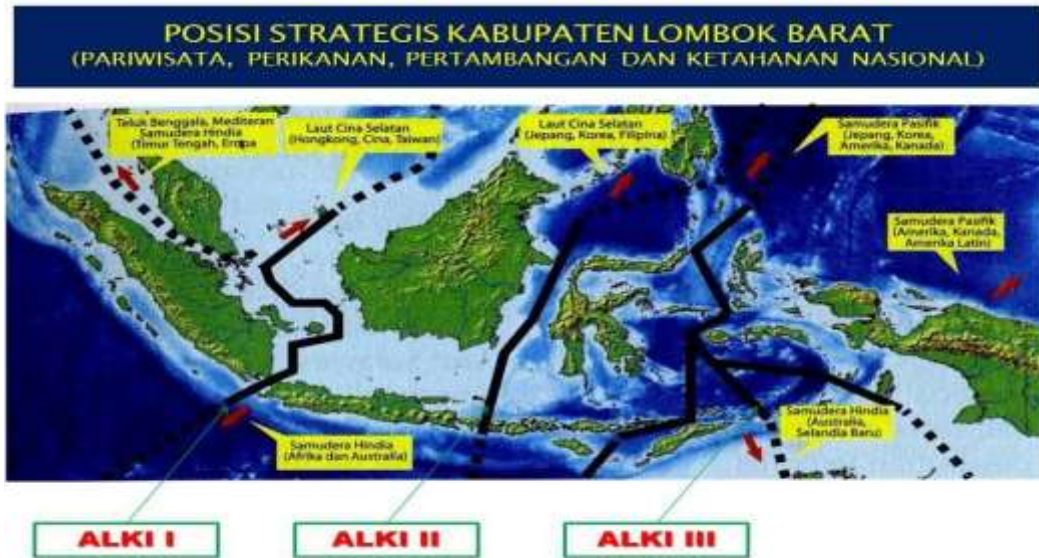 POSISI STRATEGIS KABUPATEN LOMBOK BARAT
(PARIWISATA, PERIKANAN, PERTAMBANGAN DAN KETAHANAN NASIONAL)
Teluk Benggala, Mediteran
Samudera Hindia
(Timur Tengah, Eropa
Laut Cina Selatan
(Hongkong, Cina, Taiwan)
Laut Cina Selatan
(Jepang, Korea, Filipina)
Samudera Pasifik
(Jepang, Korea,
Amerika, Kanada)
Samudera Pasifik
(Amerika, Kanada,
Amerika Latin)
Samudera Hindia
(Afrika dan Australia)
Samudera Hindia
(Australia,
Selandia Baru)
ALKI I
ALKI II
ALKI III